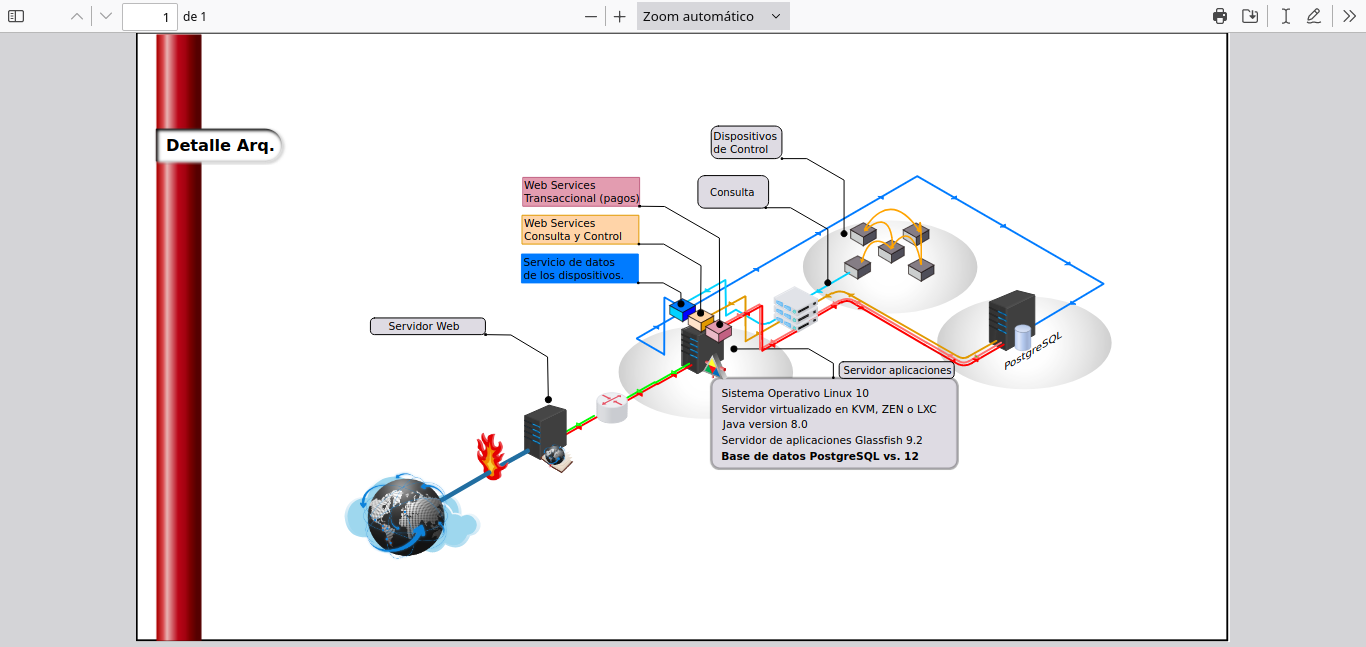 1
de 1
Zoom automático
Detalle Arq.
Dispositivos
de Control
Web Services
Transaccional (pagos)
Consulta
Web Services
Consulta y Control
Servicio de datos
de los dispositivos.
Servidor Web
PostgreSQL
Servidor aplicaciones
Sistema Operativo Linux 10
Servidor virtualizado en KVM, ZEN o LXC
Java version 8.0
Servidor de aplicaciones Glassfish 9.2
Base de datos PostgreSQL vs. 12